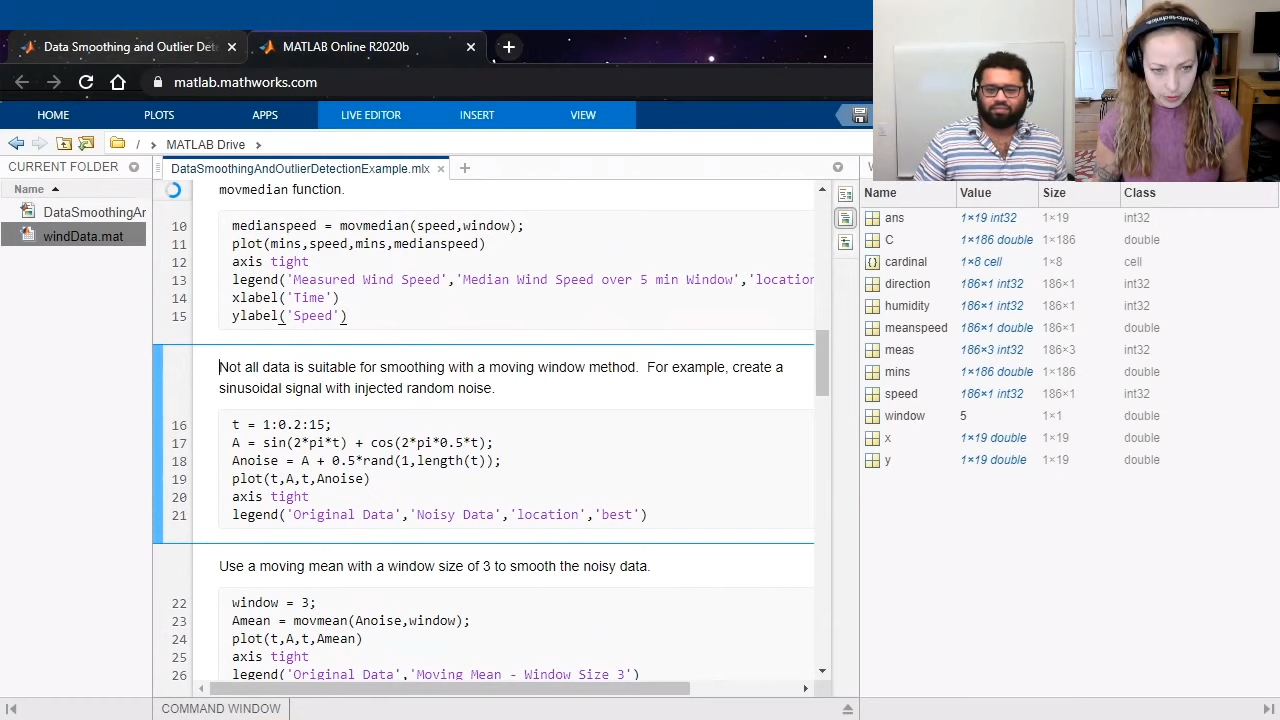 Data Smoothing and Outlier Det
MATLAB Online R2020b
matlab.mathworks.com
HOME PLOTS APPS LIVE EDITOR INSERT VIEW
/ MATLAB Drive
CURRENT FOLDER
DataSmoothingAndOutlierDetectionExample.mlx
Name
DataSmoothingAr
windData.mat
movmedian function.
10 medianspeed = movmedian(speed,window);
11 plot(mins,speed,mins,medianspeed)
12 axis tight
13 legend('Measured Wind Speed','Median Wind Speed over 5 min Window','location
14 xlabel('Time')
15 ylabel('Speed')
Not all data is suitable for smoothing with a moving window method. For example, create a
sinusoidal signal with injected random noise.
16 t = 1:0.2:15;
17 A = sin(2*pi*t) + cos(2*pi*0.5*t);
18 Anoise = A + 0.5*rand(1,length(t));
19 plot(t,A,t,Anoise)
20 axis tight
21 legend('Original Data','Noisy Data','location','best')
Use a moving mean with a window size of 3 to smooth the noisy data.
22 window = 3;
23 Amean = movmean(Anoise,window);
24 plot(t,A,t,Amean)
25 axis tight
26 legend('Original Data','Moving Mean - Window Size 3')
COMMAND WINDOW
Name Value Size Class
ans 1×19 int32 1×19 int32
C 1×186 double 1×186 double
cardinal 1×8 cell 1×8 cell
direction 186×1 int32 186×1 int32
humidity 186×1 int32 186×1 int32
meanspeed 186×1 double 186×1 double
meas 186×3 int32 186×3 int32
mins 1×186 double 1×186 double
speed 186×1 int32 186×1 int32
window 5 1×1 double
x 1×19 double 1×19 double
y 1×19 double 1×19 double